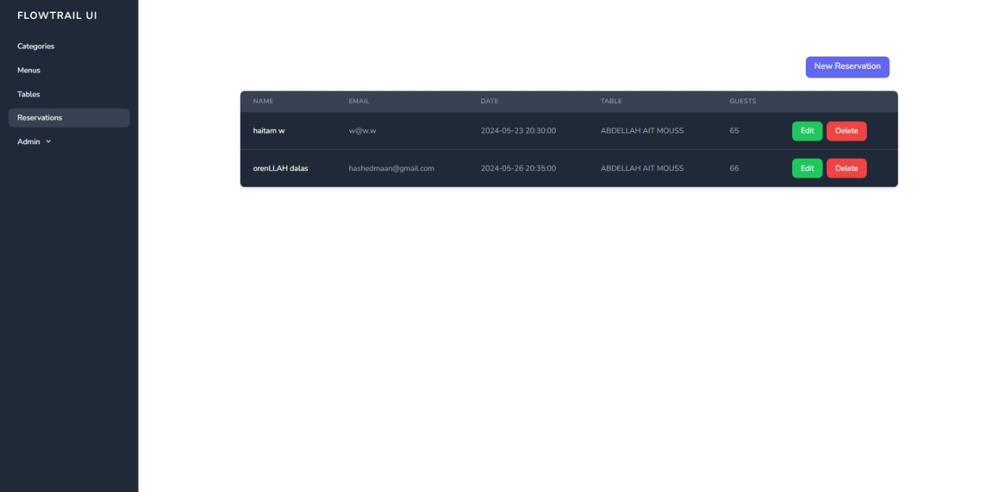 FLOWTRAIL UI
Categories
Menus
Tables
Reservations
Admin
New Reservation
NAME EMAIL DATE TABLE GUESTS
haitam w w@w.w 2024-05-23 20:30:00 ABDELLAH AIT MOUSS 65 Edit Delete
orenLLAH dalas hashedmaan@gmail.com 2024-05-26 20:35:00 ABDELLAH AIT MOUSS 66 Edit Delete